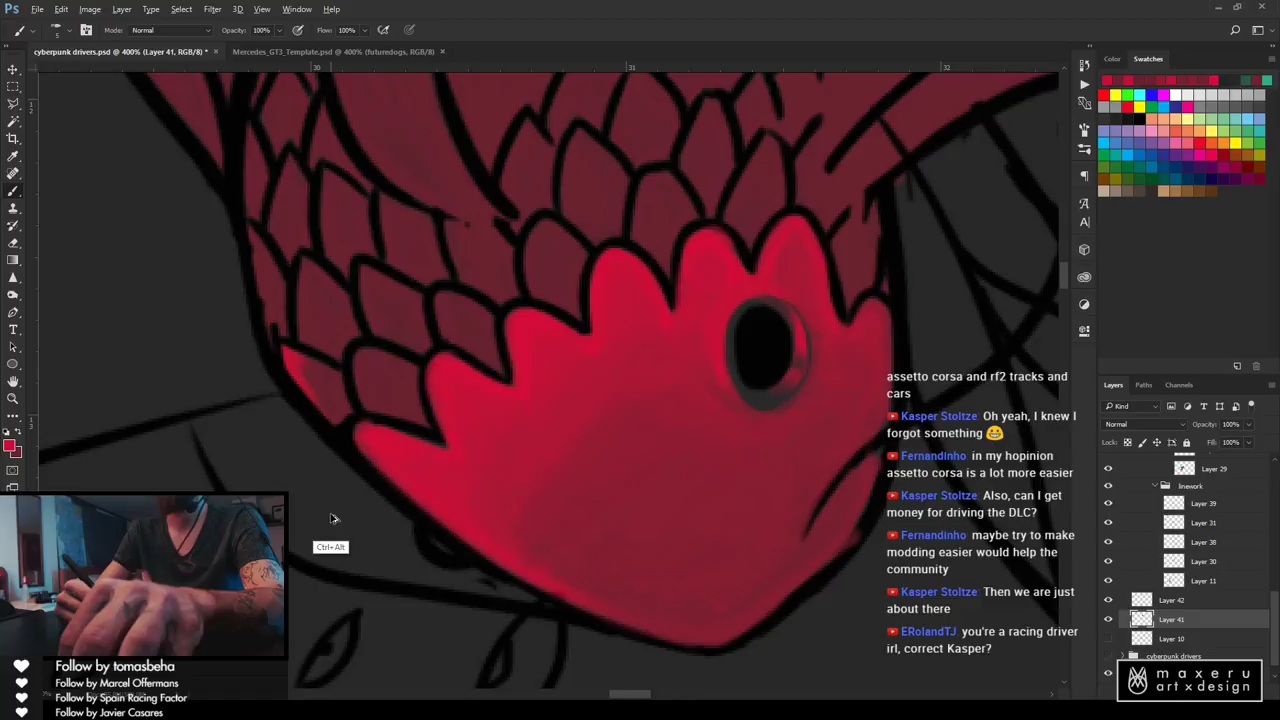 Ps File Edit Image Layer Type Select Filter 3D View Window Help
5 Mode: Normal Opacity: 100% Flow: 100%
cyberpunk drivers.psd @ 400% (Layer 41, RGB/8) * × Mercedes_GT3_Template.psd @ 400% (futuredogs, RGB/8) ×
30 31 32
Color Swatches
assetto corsa and rf2 tracks and
cars
Kasper Stoltze: Oh yeah, I knew I
forgot something 😀
Fernandinho: in my hopinion
assetto corsa is a lot more easier
Kasper Stoltze: Also, can I get
money for driving the DLC?
Fernandinho: maybe try to make
modding easier would help the
community
Kasper Stoltze: Then we are just
about there
ERolandTJ: you're a racing driver
irl, correct Kasper?
Ctrl+Alt
Layers Paths Channels
Kind
Normal Opacity: 100%
Lock: Fill: 100%
Layer 29
linework
Layer 39
Layer 31
Layer 38
Layer 30
Layer 11
Layer 42
Layer 41
Layer 10
cyberpunk drivers
Follow by tomasbeha
Follow by Marcel Offermans
Follow by Spain Racing Factor
Follow by Javier Casares
maxeru
art x design